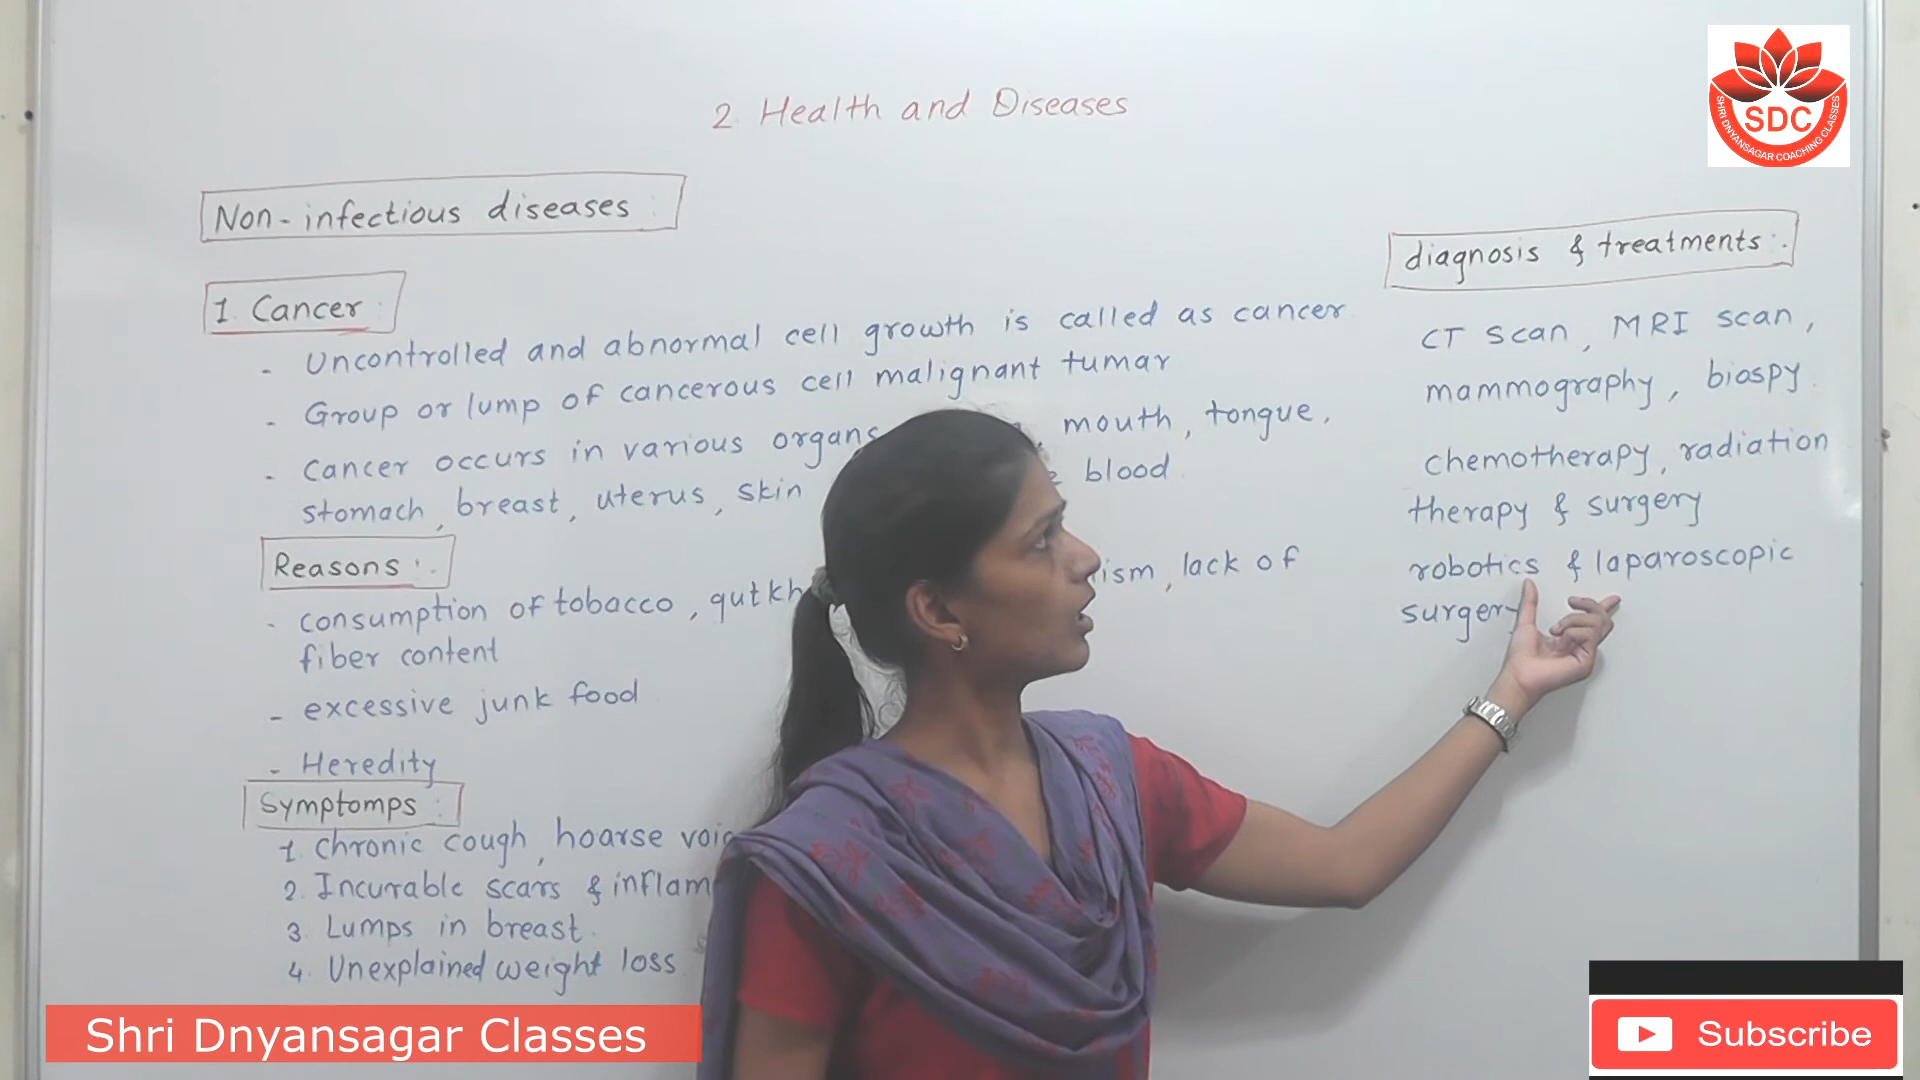 2. Health and Diseases
SDC
SHRI DNYANSAGAR COACHING CLASSES
Non-infectious diseases :
1. Cancer :
- Uncontrolled and abnormal cell growth is called as cancer
- Group or lump of cancerous cell malignant tumar
- cancer occurs in various organs mouth, tongue,
stomach, breast, uterus, skin blood
Reasons :
- consumption of tobacco, lack of
fiber content
- excessive junk food
- Heredity
Symptomps :
1. Chronic cough, hoarse
2. Incurable scars &
3. Lumps in breast.
4. Unexplained weight loss
diagnosis & treatments :
CT scan, MRI scan,
mammography, biospy
chemotherapy, radiation
therapy & surgery
robotics & laparoscopic
surgery
Shri Dnyansagar Classes
Subscribe